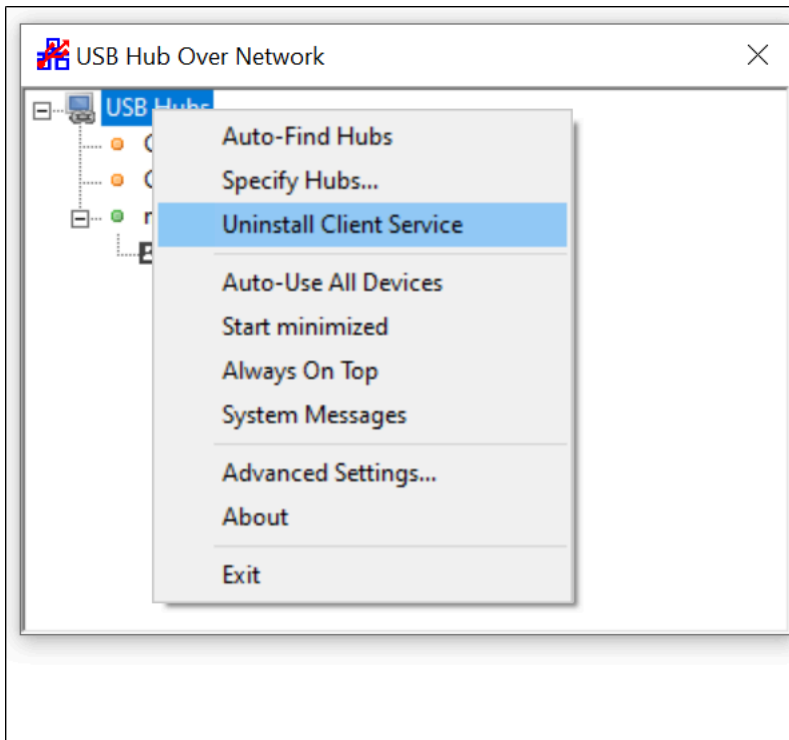 USB Hub Over Network
USB Hubs
Auto-Find Hubs
Specify Hubs...
Uninstall Client Service
Auto-Use All Devices
Start minimized
Always On Top
System Messages
Advanced Settings...
About
Exit